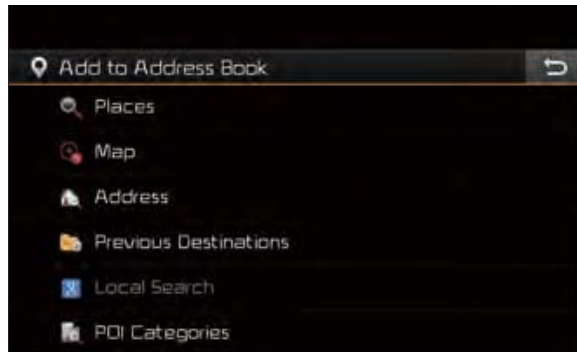 Add to Address Book
Places
Map
Address
Previous Destinations
Local Search
POI Categories